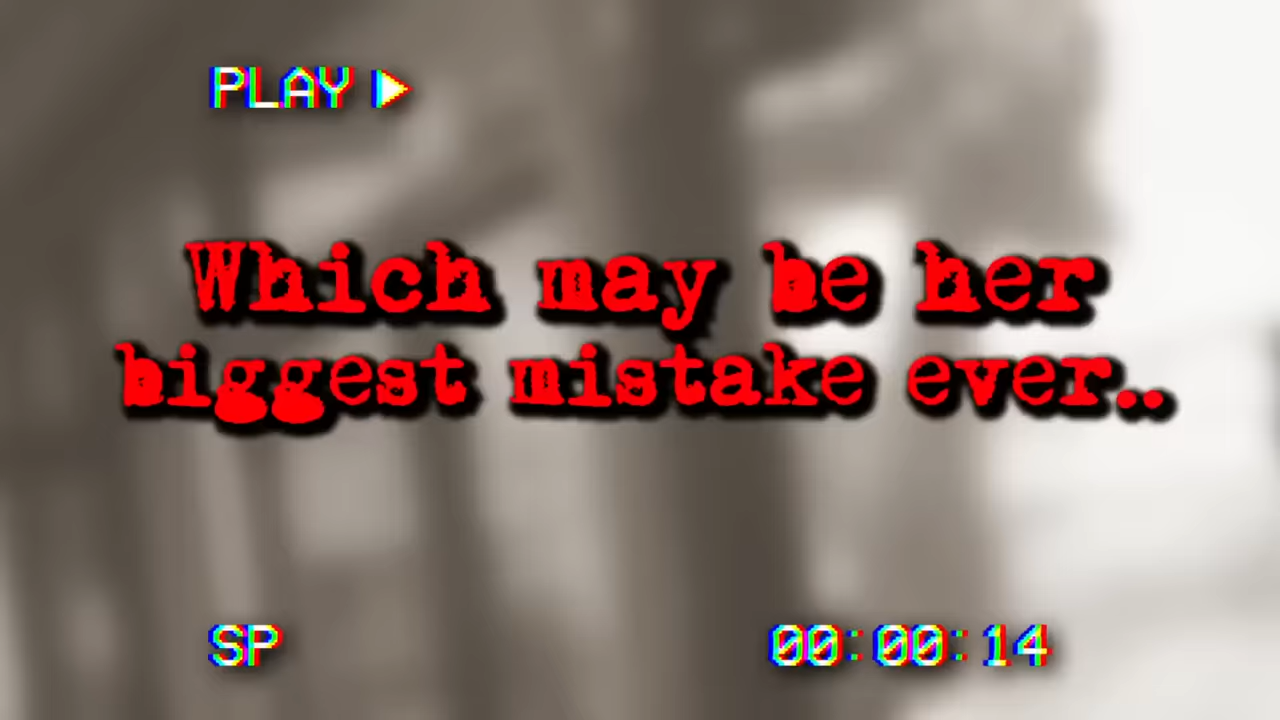 PLAY ▶
Which may be her
biggest mistake ever..
SP
00:00:14